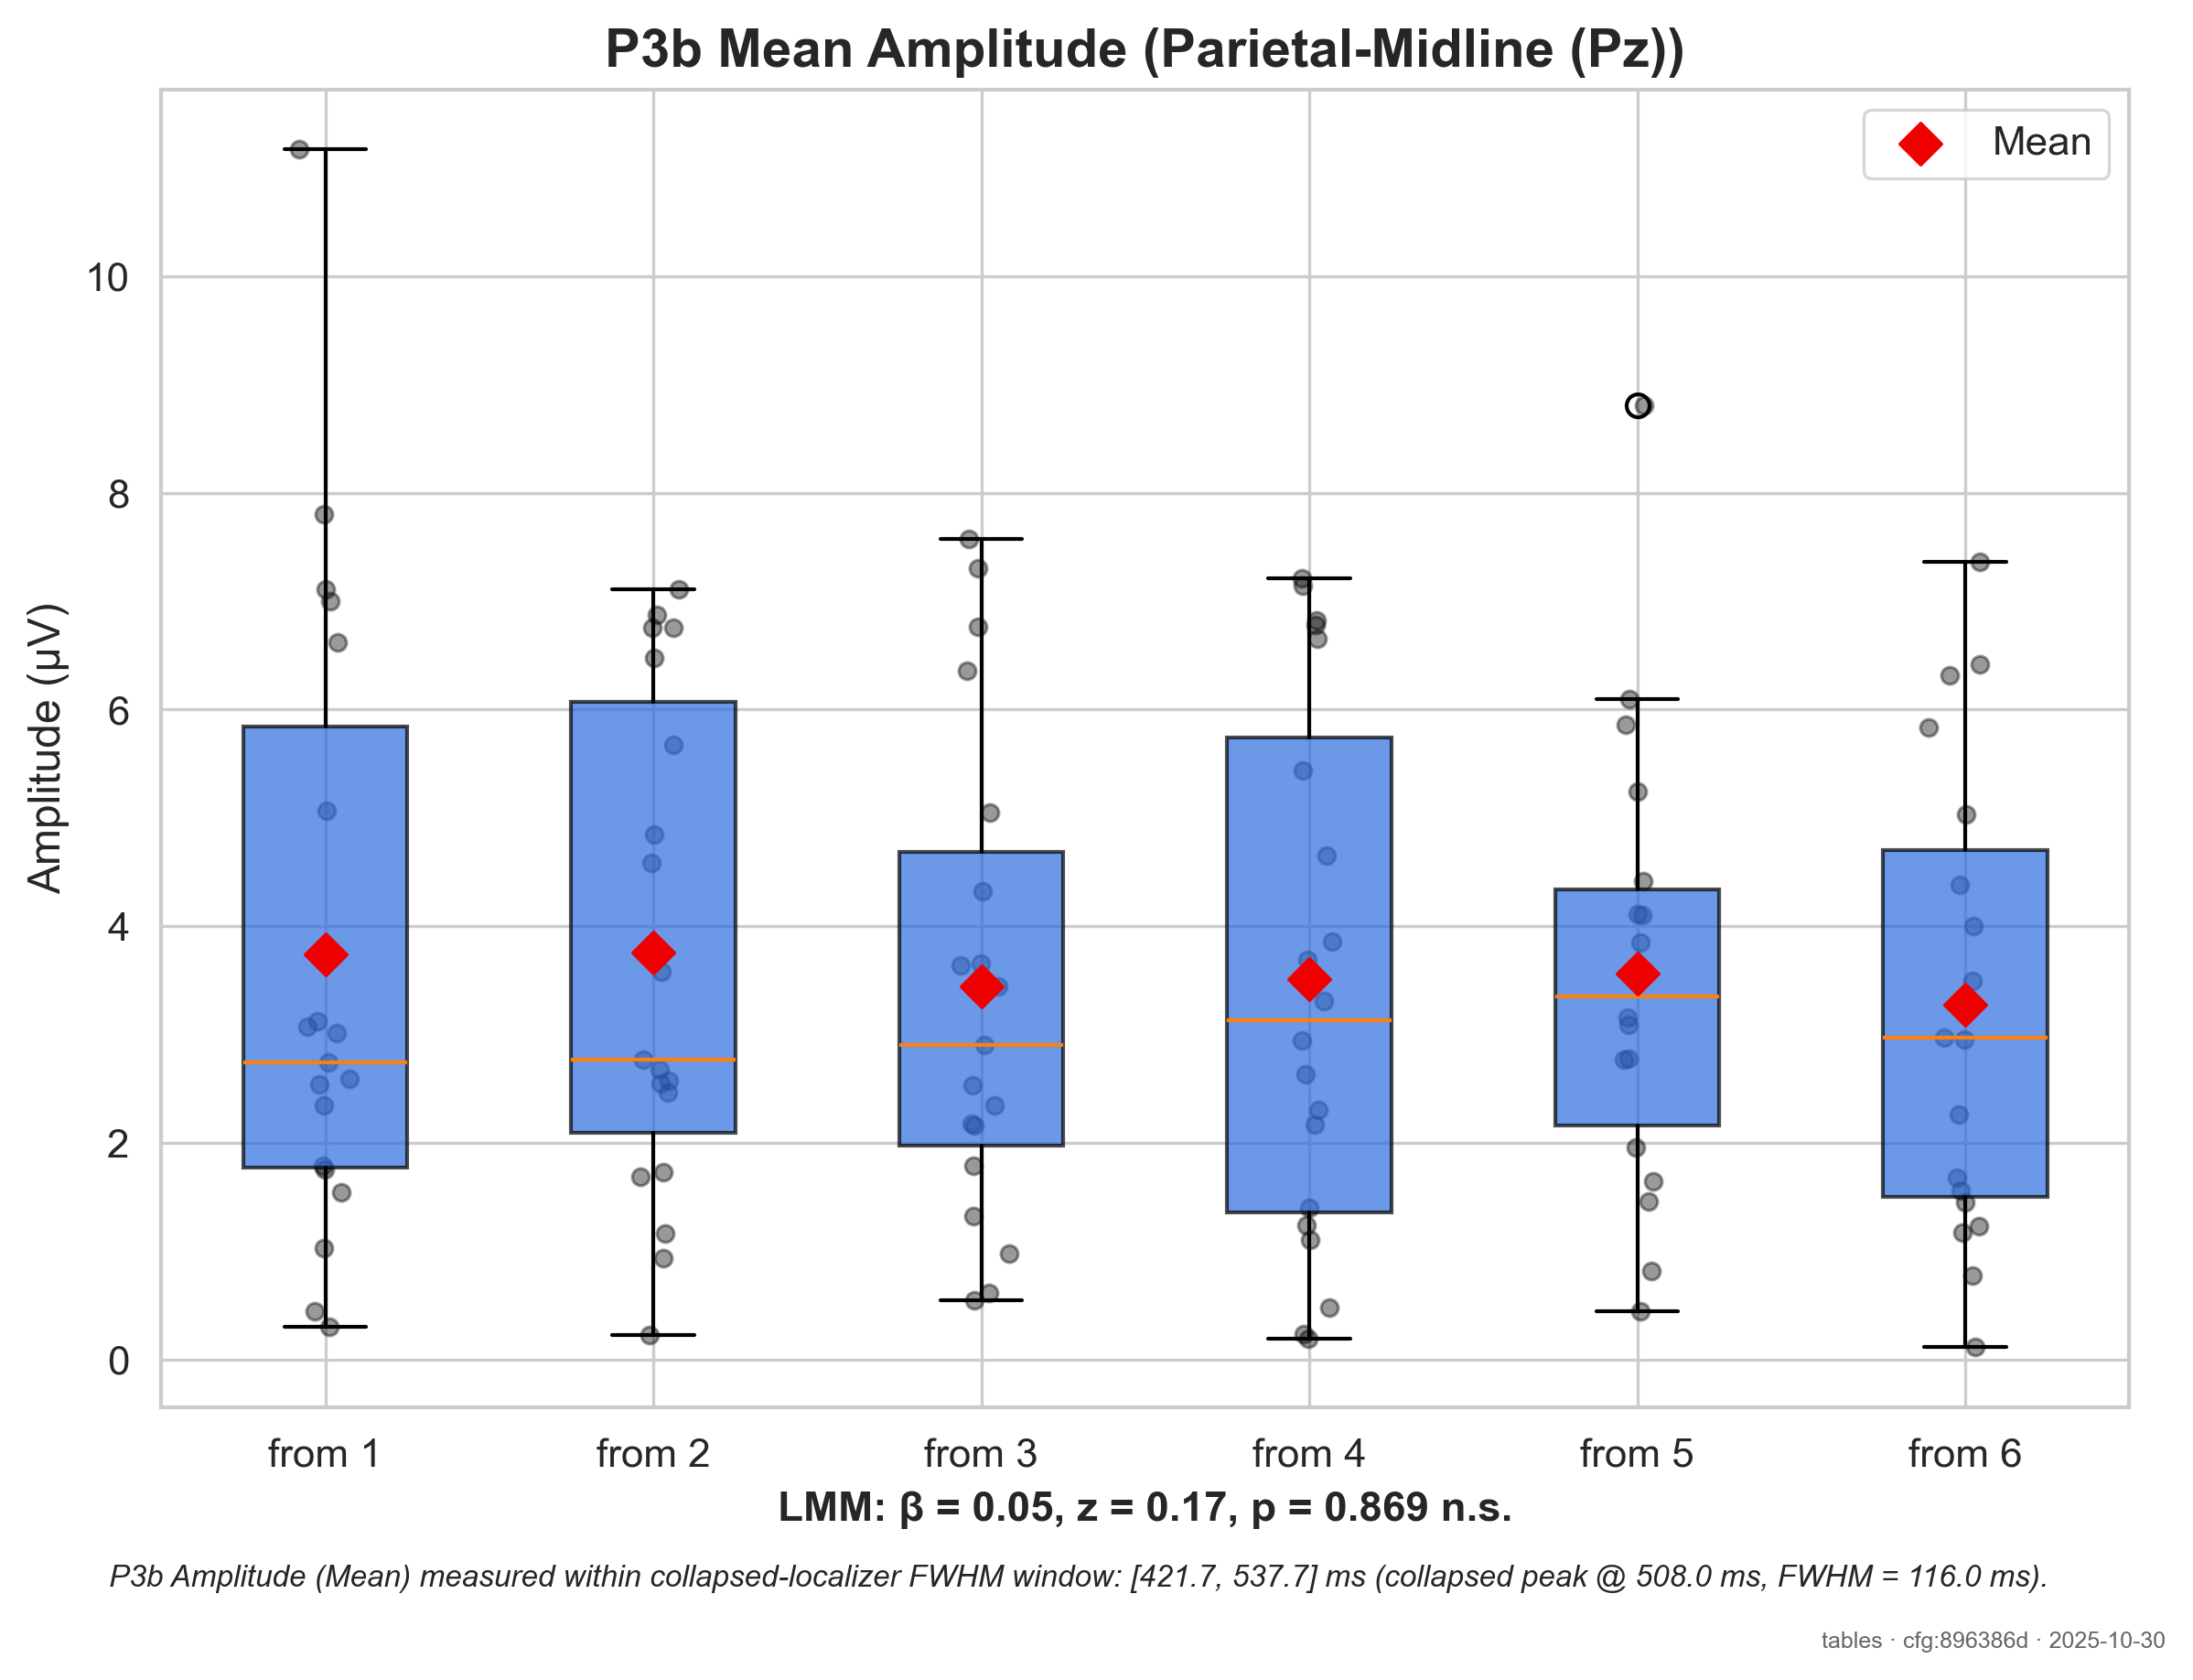 P3b Mean Amplitude (Parietal-Midline (Pz))
Mean
Amplitude (µV)
10
8
6
4
2
0
from 1 from 2 from 3 from 4 from 5 from 6
LMM: β = 0.05, z = 0.17, p = 0.869 n.s.
P3b Amplitude (Mean) measured within collapsed-localizer FWHM window: [421.7, 537.7] ms (collapsed peak @ 508.0 ms, FWHM = 116.0 ms).
tables · cfg:896386d · 2025-10-30